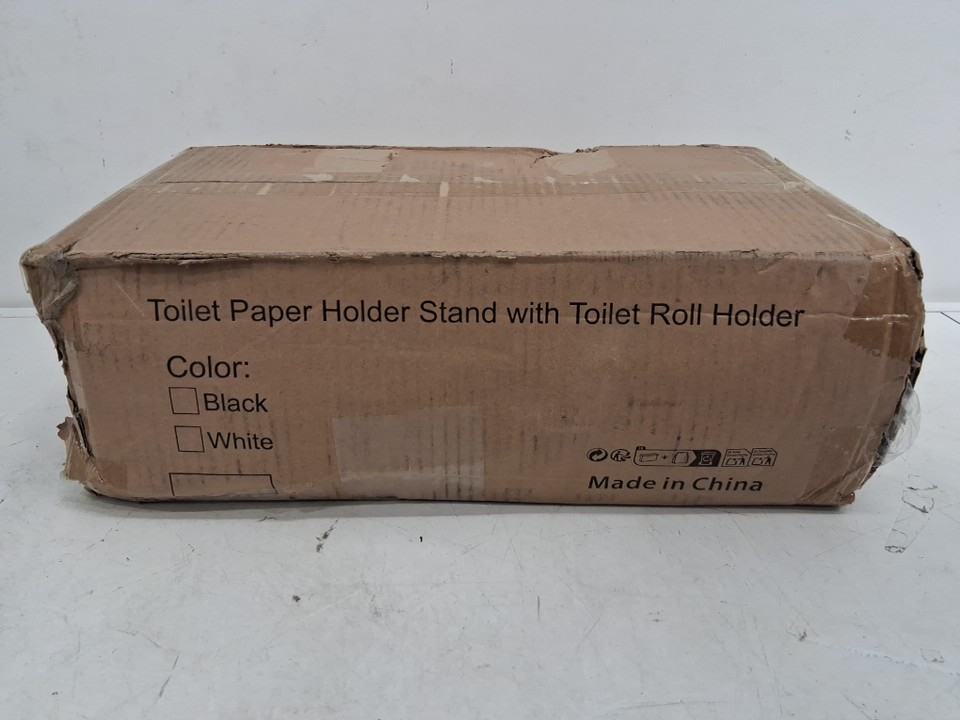 Toilet Paper Holder Stand with Toilet Roll Holder
Color:
Black
White
Made in China